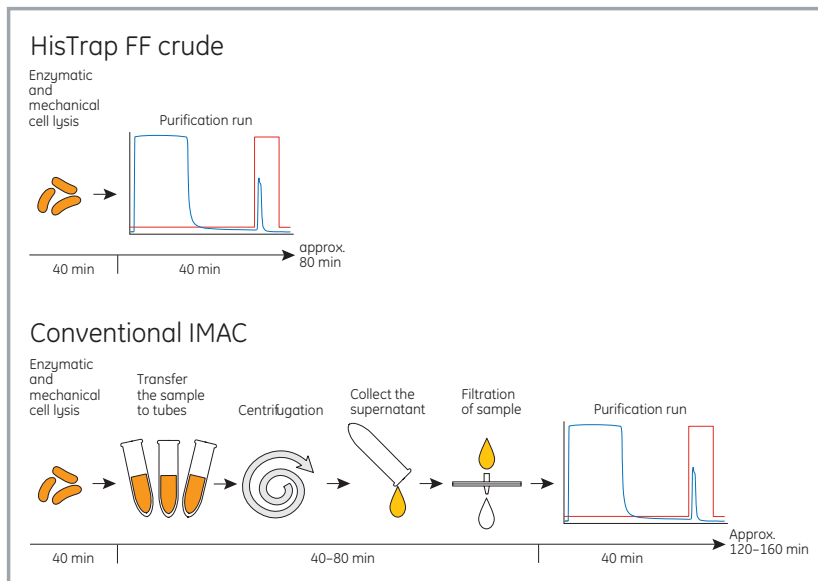 HisTrap FF crude
Enzymatic
and
mechanical
cell lysis
Purification run
40 min
40 min
approx.
80 min
Conventional IMAC
Enzymatic
and
mechanical
cell lysis
Transfer
the sample
to tubes
Centrifugation
Collect the
supernatant
Filtration
of sample
Purification run
40 min
40–80 min
40 min
Approx.
120–160 min